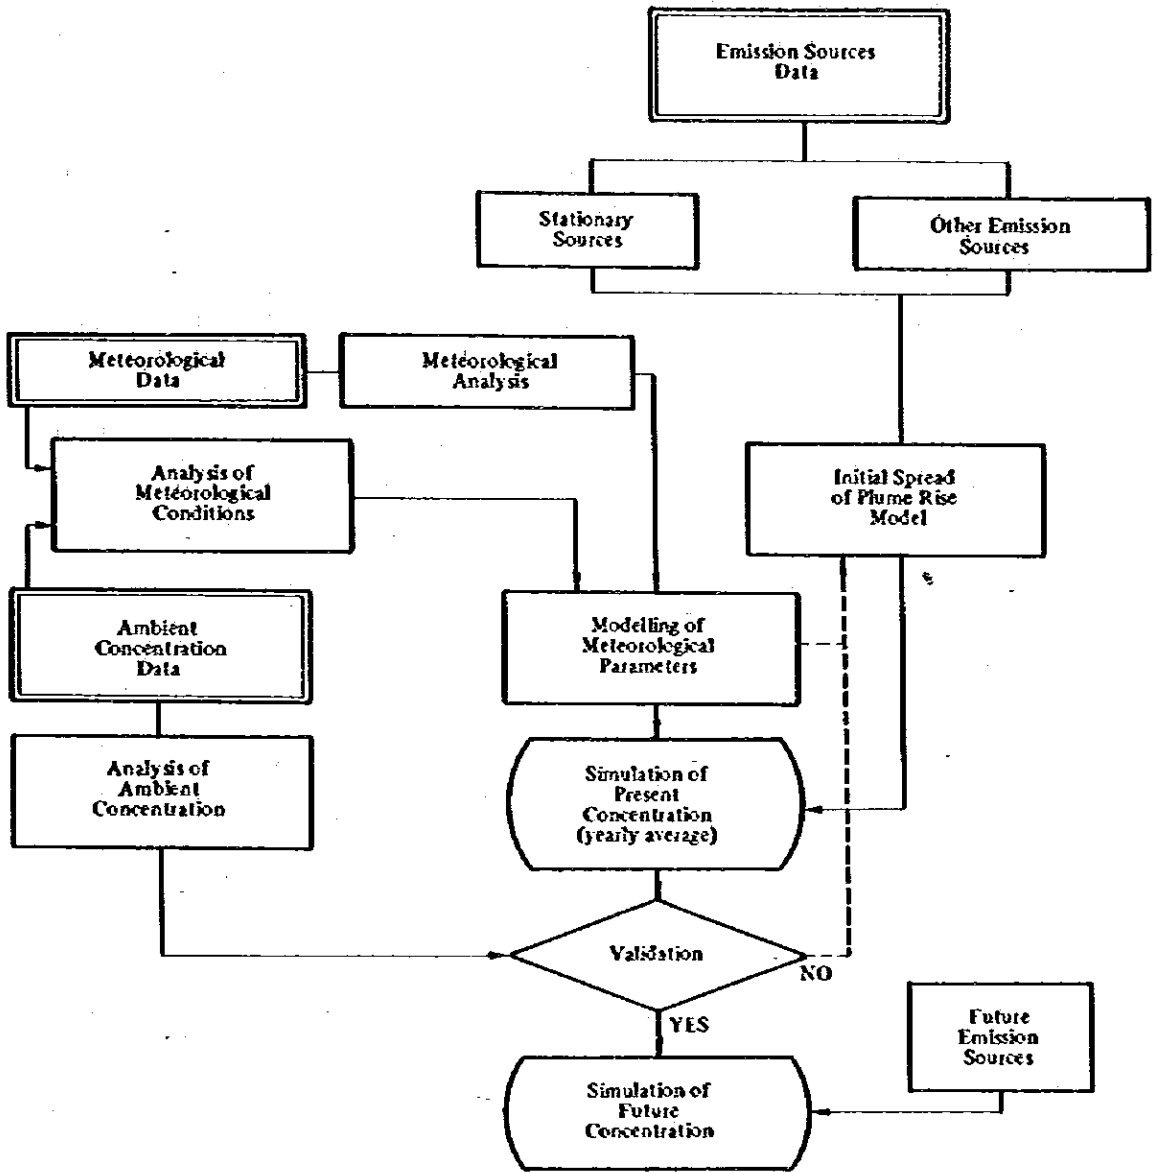 Emission Sources
Data
Stationary
Sources
Other Emission
Sources
Meteorological
Data
Meteorological
Analysis
Analysis of
Meteorological
Conditions
Initial Spread
of Plume Rise
Model
Ambient
Concentration
Data
Modelling of
Meteorological
Parameters
Analysis of
Ambient
Concentration
Simulation of
Present
Concentration
(yearly average)
Validation
NO
YES
Future
Emission
Sources
Simulation of
Future
Concentration